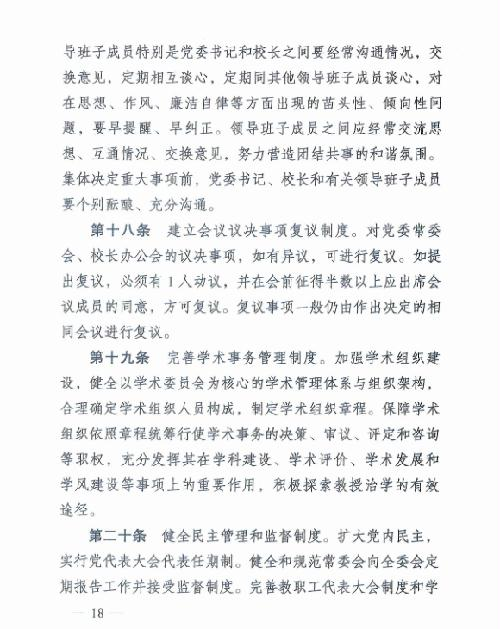 导班子成员特别是党委书记和校长之间要经常沟通情况，交
换意见，定期相互谈心，定期同其他领导班子成员谈心，对
在思想、作风、廉洁自律等方面出现的苗头性、倾向性问
题，要早提醒、早纠正。领导班子成员之间应经常交流思
想、互通情况、交换意见，努力营造团结共事的和谐氛围。
集体决定重大事项前，党委书记、校长和有关领导班子成员
要个别酝酿、充分沟通。
第十八条 建立会议议决事项复议制度。对党委常委
会、校长办公会的议决事项，如有异议，可进行复议。如提
出复议，必须有1人动议，并在会前征得半数以上应出席会
议成员的同意，方可复议。复议事项一般仍由作出决定的相
同会议进行复议。
第十九条 完善学术事务管理制度。加强学术组织建
设，健全以学术委员会为核心的学术管理体系与组织架构，
合理确定学术组织人员构成，制定学术组织章程。保障学术
组织依照章程统筹行使学术事务的决策、审议、评定和咨询
等职权，充分发挥其在学科建设、学术评价、学术发展和
学风建设等事项上的重要作用，积极探索教授治学的有效
途径。
第二十条 健全民主管理和监督制度。扩大党内民主，
实行党代表大会代表任期制。健全和规范常委会向全委会定
期报告工作并接受监督制度。完善教职工代表大会制度和学
— 18 —